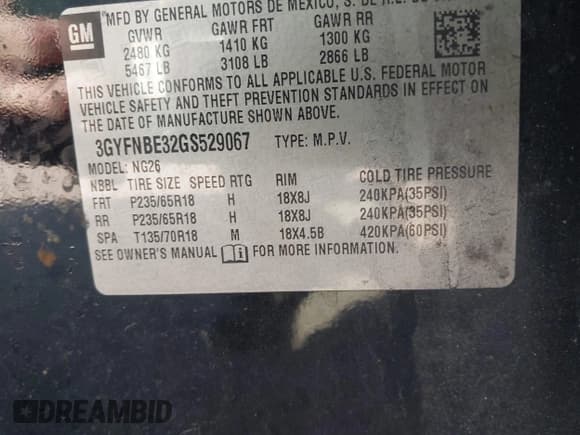 GM
MFD BY GENERAL MOTORS DE MEXICO, S. DE R.L. DE
GVWR GAWR FRT GAWR RR
2480 KG 1410 KG 1300 KG
5467 LB 3108 LB 2866 LB
THIS VEHICLE CONFORMS TO ALL APPLICABLE U.S. FEDERAL MOTOR
VEHICLE SAFETY AND THEFT PREVENTION STANDARDS IN EFFECT ON
THE DATE OF MANUFACTURE SHOWN ABOVE.
3GYFNBE32GS529067 TYPE: M.P.V.
MODEL: NG26
NBBL TIRE SIZE SPEED RTG RIM COLD TIRE PRESSURE
FRT P235/65R18 H 18X8J 240KPA(35PSI)
RR P235/65R18 H 18X8J 240KPA(35PSI)
SPA T135/70R18 M 18X4.5B 420KPA(60PSI)
SEE OWNER'S MANUAL FOR MORE INFORMATION.
DREAMBID